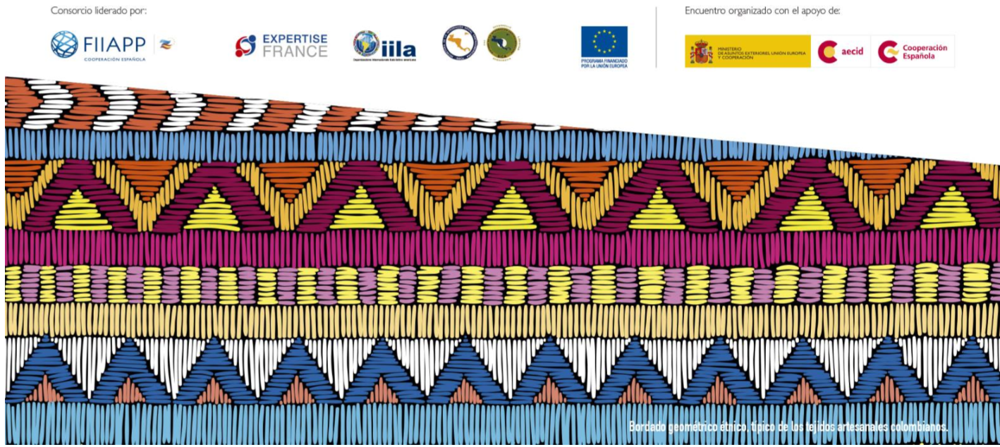 Consorcio liderado por:
Encuentro organizado con el apoyo de:
FIIAPP
COOPERACIÓN ESPAÑOLA
EXPERTISE
FRANCE
iila
PROGRAMA FINANCIADO
POR LA UNIÓN EUROPEA
MINISTERIO
DE ASUNTOS EXTERIORES, UNIÓN EUROPEA
Y COOPERACIÓN
aecid
Cooperación
Española
Bordado geométrico étnico, típico de los tejidos artesanales colombianos.